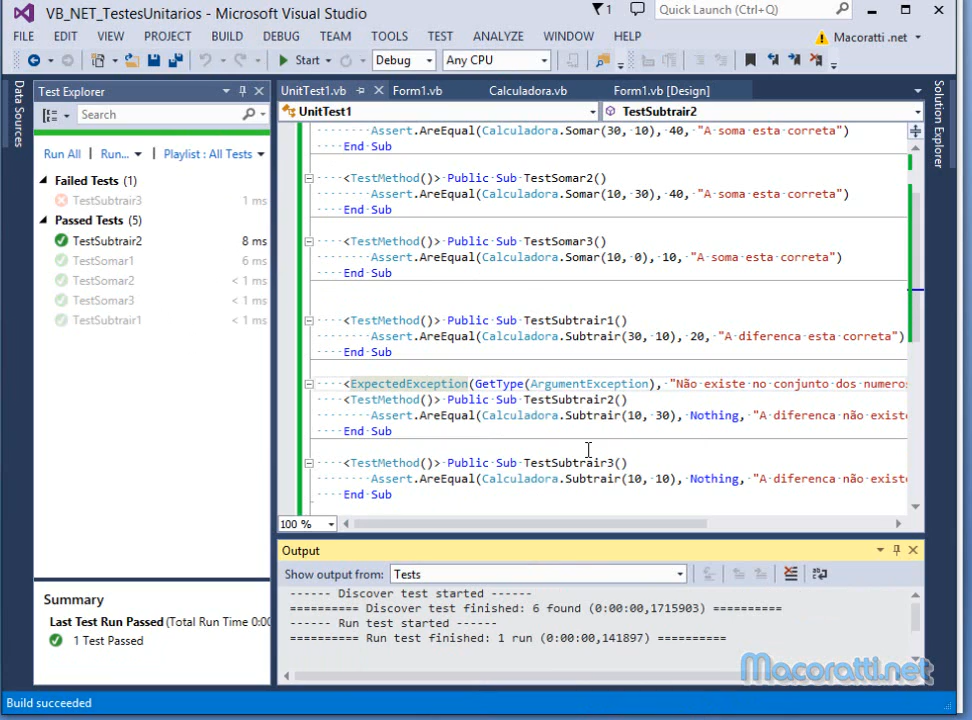 VB_NET_TestesUnitarios - Microsoft Visual Studio
1
Quick Launch (Ctrl+Q)
FILE EDIT VIEW PROJECT BUILD DEBUG TEAM TOOLS TEST ANALYZE WINDOW HELP
Macoratti .net
Start Debug Any CPU
Data Sources
Test Explorer
Search
Run All | Run... | Playlist : All Tests
Failed Tests (1)
TestSubtrair3 1 ms
Passed Tests (5)
TestSubtrair2 8 ms
TestSomar1 6 ms
TestSomar2 < 1 ms
TestSomar3 < 1 ms
TestSubtrair1 < 1 ms
Summary
Last Test Run Passed (Total Run Time 0:00
1 Test Passed
UnitTest1.vb Form1.vb Calculadora.vb Form1.vb [Design]
UnitTest1 TestSubtrair2
Assert.AreEqual(Calculadora.Somar(30, 10), 40, "A soma esta correta")
End Sub
<TestMethod()> Public Sub TestSomar2()
Assert.AreEqual(Calculadora.Somar(10, 30), 40, "A soma esta correta")
End Sub
<TestMethod()> Public Sub TestSomar3()
Assert.AreEqual(Calculadora.Somar(10, 0), 10, "A soma esta correta")
End Sub
<TestMethod()> Public Sub TestSubtrair1()
Assert.AreEqual(Calculadora.Subtrair(30, 10), 20, "A diferenca esta correta")
End Sub
<ExpectedException(GetType(ArgumentException), "Não existe no conjunto dos numeros
<TestMethod()> Public Sub TestSubtrair2()
Assert.AreEqual(Calculadora.Subtrair(10, 30), Nothing, "A diferenca não existe
End Sub
<TestMethod()> Public Sub TestSubtrair3()
Assert.AreEqual(Calculadora.Subtrair(10, 10), Nothing, "A diferenca não existe
End Sub
100 %
Solution Explorer
Output
Show output from: Tests
------ Discover test started ------
========== Discover test finished: 6 found (0:00:00,1715903) ==========
------ Run test started ------
========== Run test finished: 1 run (0:00:00,141897) ==========
Macoratti.net
Build succeeded